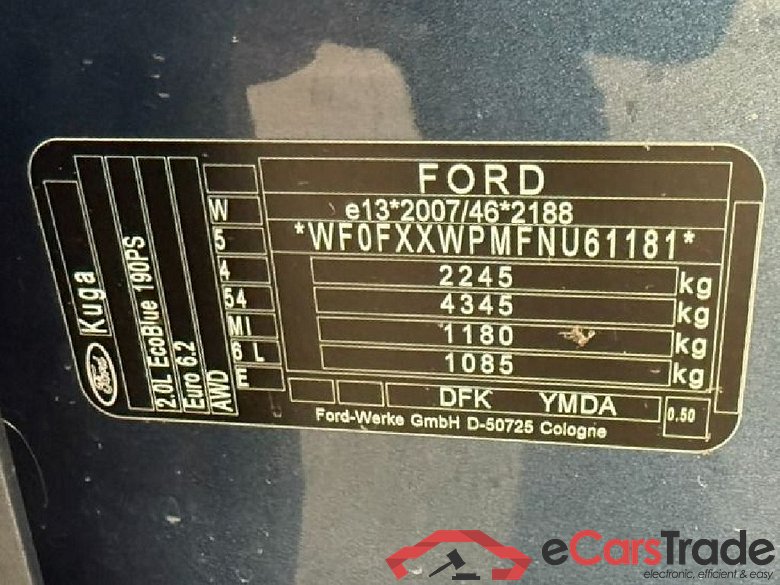 FORD
e13*2007/46*2188
*WF0FXXWPMFNU61181*
2245 kg
4345 kg
1180 kg
1085 kg
DFK YMDA
0.50
Ford-Werke GmbH D-50725 Cologne
Ford
Kuga
2.0L EcoBlue 190PS
Euro 6.2
AWD
W
5
4
54
MI
6 L
E
eCarsTrade
electronic, efficient & easy